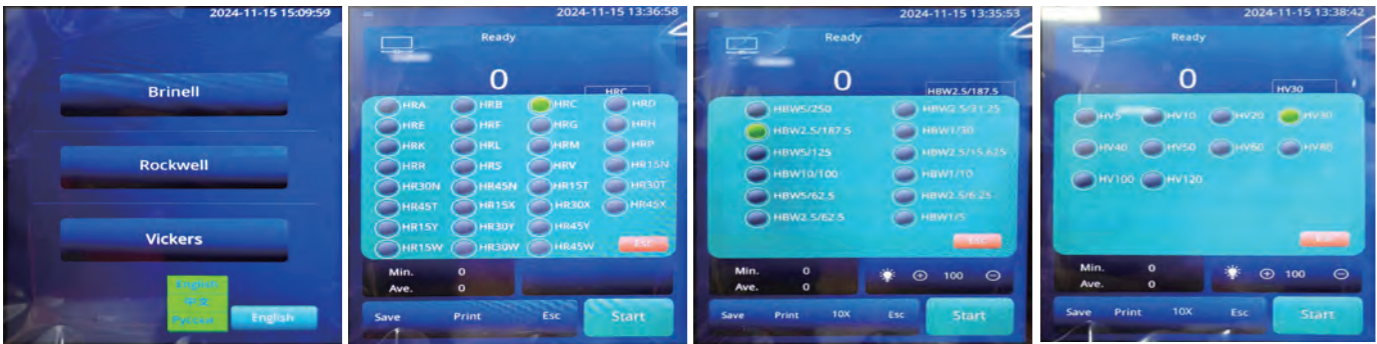 2024-11-15 15:09:59
Brinell
Rockwell
Vickers
English
中文
Русский
English
2024-11-15 13:36:58
Ready
0
HRC
HRA HRB HRC HRD
HRE HRF HRG HRH
HRK HRL HRM HRP
HRR HRS HRV HR15N
HR30N HR45N HR15T HR30T
HR45T HR15X HR30X HR45X
HR15Y HR30Y HR45Y
HR15W HR30W HR45W Esc
Min. 0
Ave. 0
Save Print Esc Start
2024-11-15 13:35:53
Ready
0
HBW2.5/187.5
HBW5/250 HBW2.5/31.25
HBW2.5/187.5 HBW1/30
HBW5/125 HBW2.5/15.625
HBW10/100 HBW1/10
HBW5/62.5 HBW2.5/6.25
HBW2.5/62.5 HBW1/5
Esc
Min. 0
Ave. 0
100
Save Print 10X Esc Start
2024-11-15 13:38:42
Ready
0
HV30
HV5 HV10 HV20 HV30
HV40 HV50 HV60 HV80
HV100 HV120
Esc
Min. 0
Ave. 0
100
Save Print 10X Esc Start